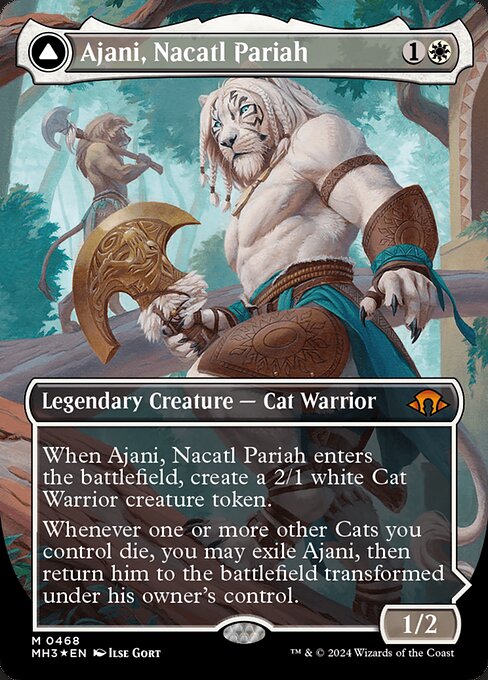 Ajani, Nacatl Pariah 1
Legendary Creature — Cat Warrior
When Ajani, Nacatl Pariah enters
the battlefield, create a 2/1 white Cat
Warrior creature token.
Whenever one or more other Cats you
control die, you may exile Ajani, then
return him to the battlefield transformed
under his owner's control.
1/2
M 0468
MH3★EN Ilse Gort
™ & © 2024 Wizards of the Coast